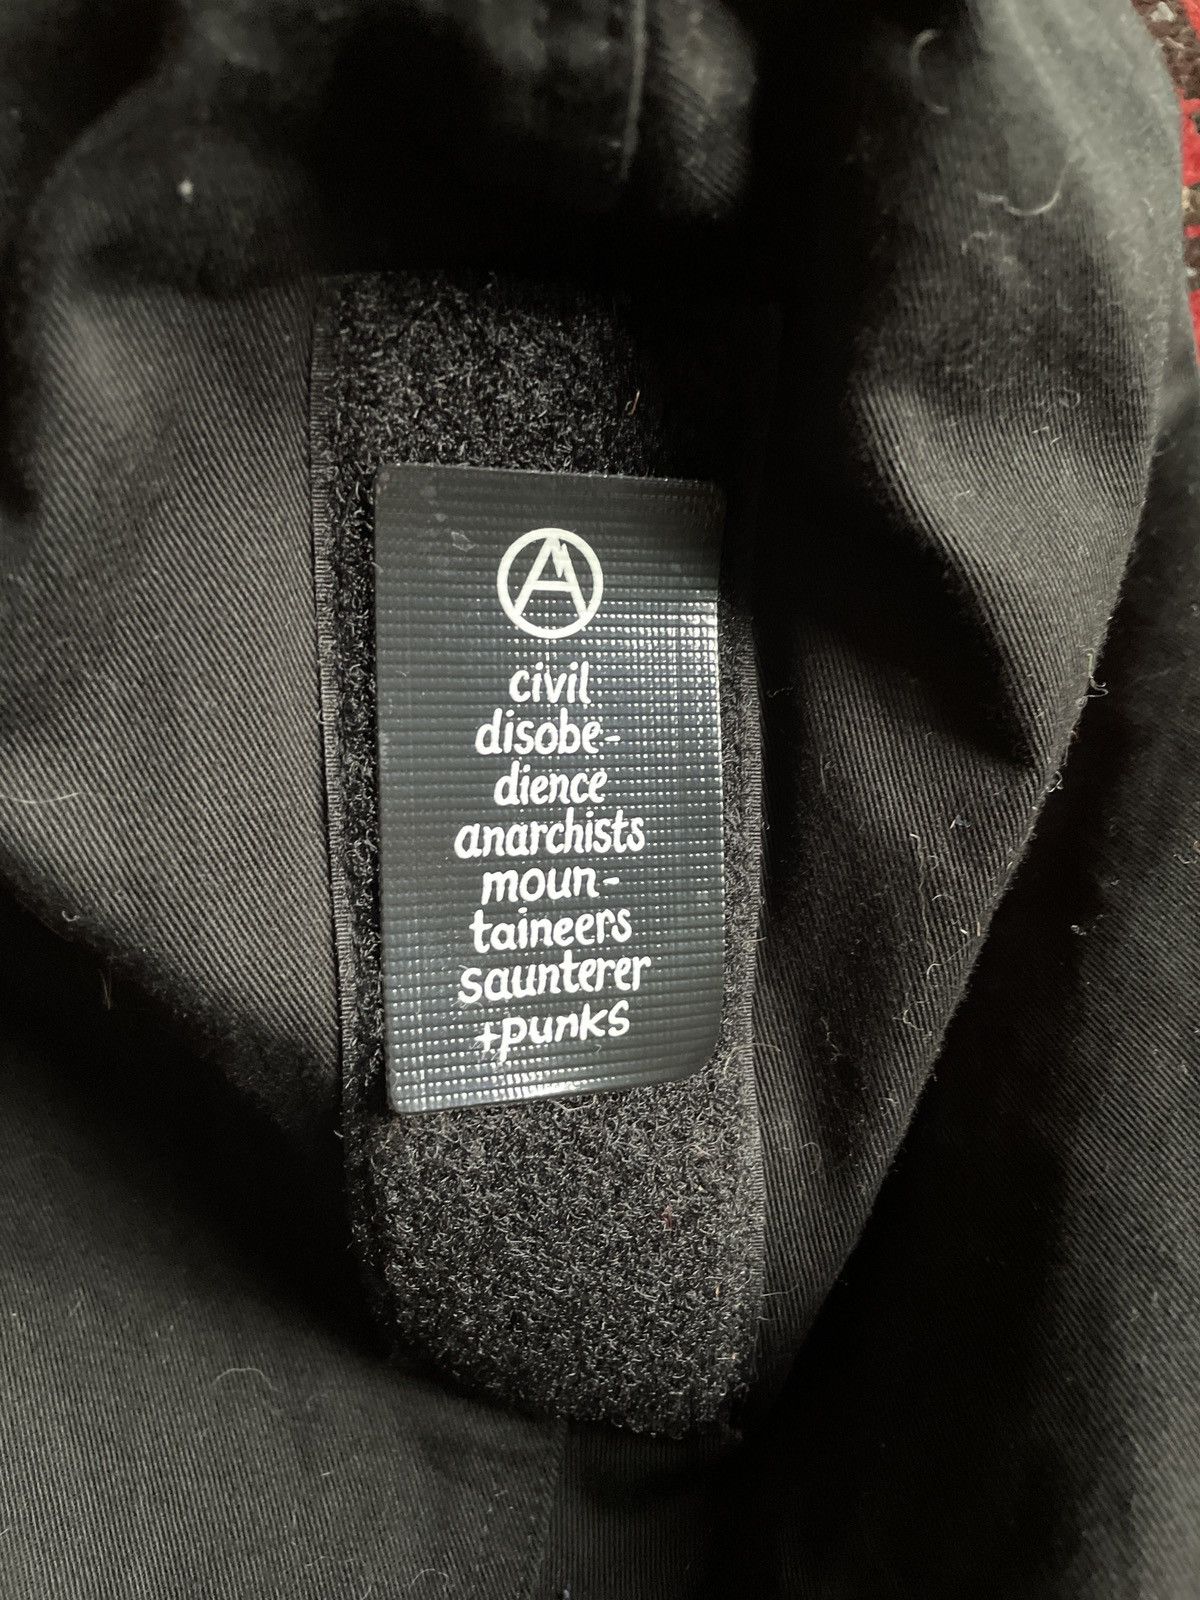 civil
disobe-
dience
anarchists
moun-
taineers
saunterer
+punks